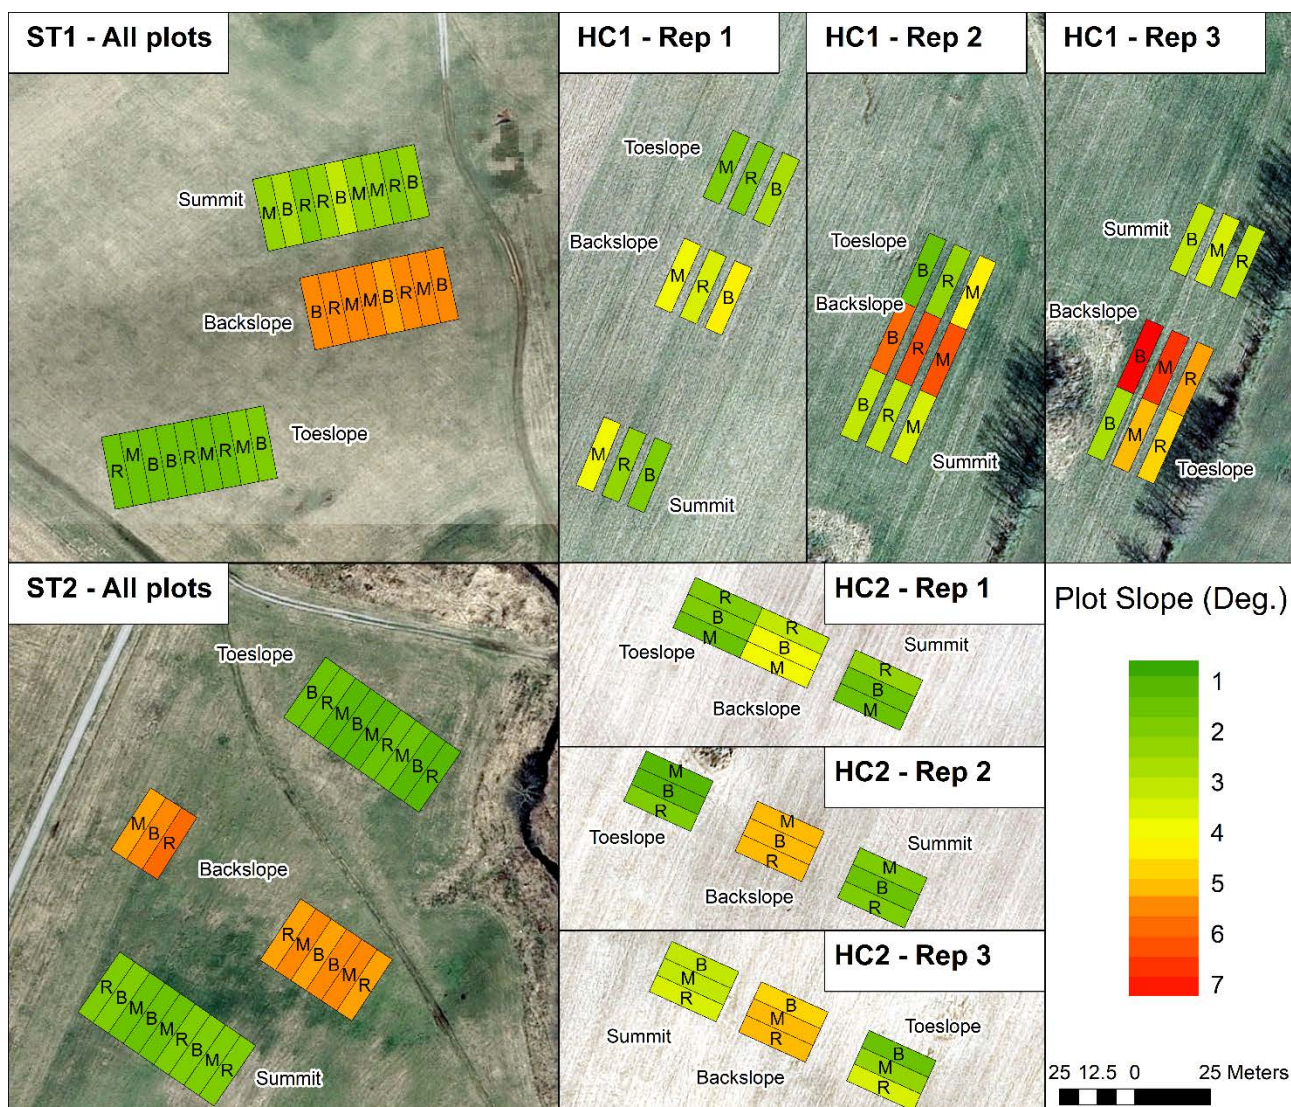 ST1 - All plots
Summit
M B R R B M M R B
Backslope
B R M M B R M B
Toeslope
R M B B R M R M B
HC1 - Rep 1
Toeslope
M R B
Backslope
M R B
M R B
Summit
HC1 - Rep 2
Toeslope
B R M
Backslope
B R M
B R M
Summit
HC1 - Rep 3
Summit
B M R
Backslope
B M R
B M R
Toeslope
ST2 - All plots
Toeslope
B R M B M R M B R
M B R
Backslope
R M B B M R
R B M B M R B M R
Summit
HC2 - Rep 1
R
B
M
Toeslope
R
B
M
Backslope
Summit
R
B
M
HC2 - Rep 2
M
B
R
Toeslope
M
B
R
Backslope
Summit
M
B
R
HC2 - Rep 3
B
M
R
Summit
B
M
R
Backslope
Toeslope
B
M
R
Plot Slope (Deg.)
1
2
3
4
5
6
7
25 12.5 0 25 Meters